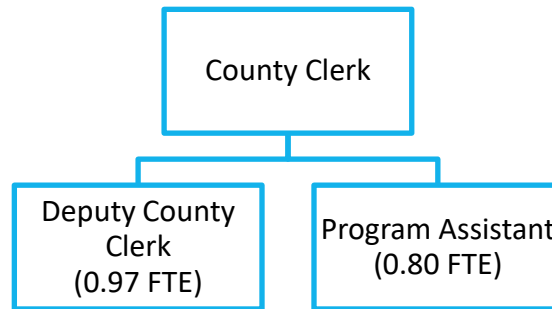 County Clerk
Deputy County
Clerk
(0.97 FTE)
Program Assistant
(0.80 FTE)